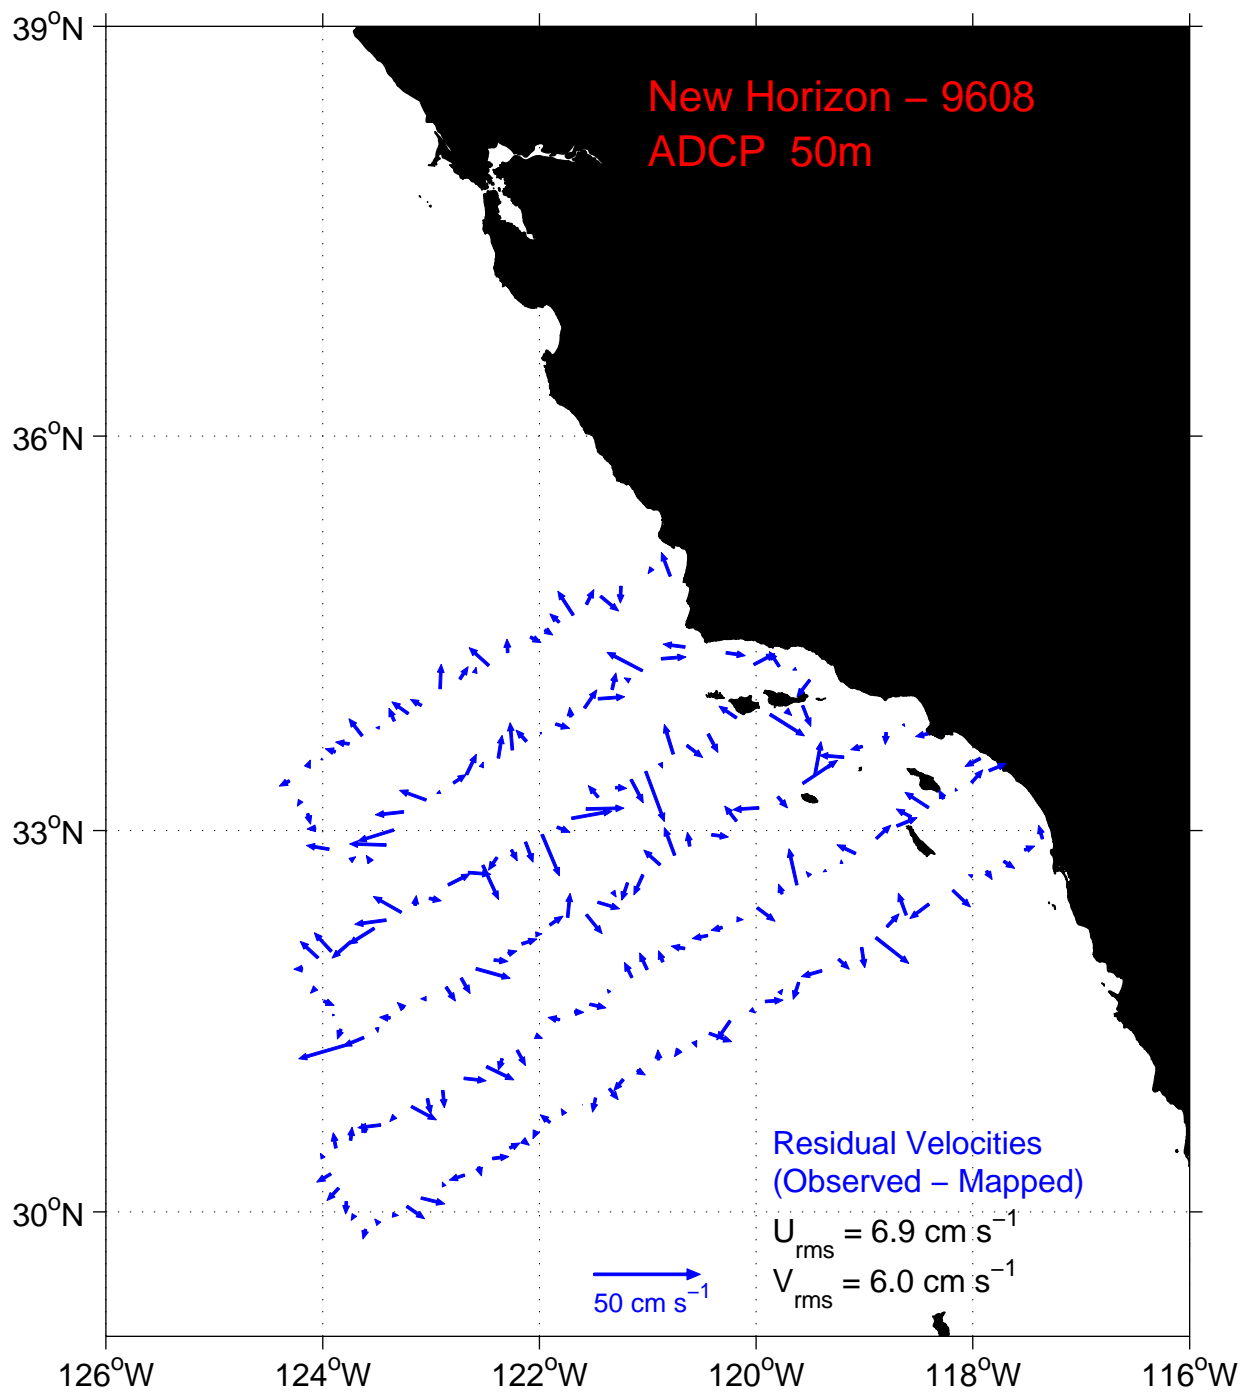 39°N
New Horizon – 9608
ADCP 50m
36°N
33°N
Residual Velocities
(Observed – Mapped)
30°N
U_rms = 6.9 cm s⁻¹
V_rms = 6.0 cm s⁻¹
50 cm s⁻¹
126°W 124°W 122°W 120°W 118°W 116°W